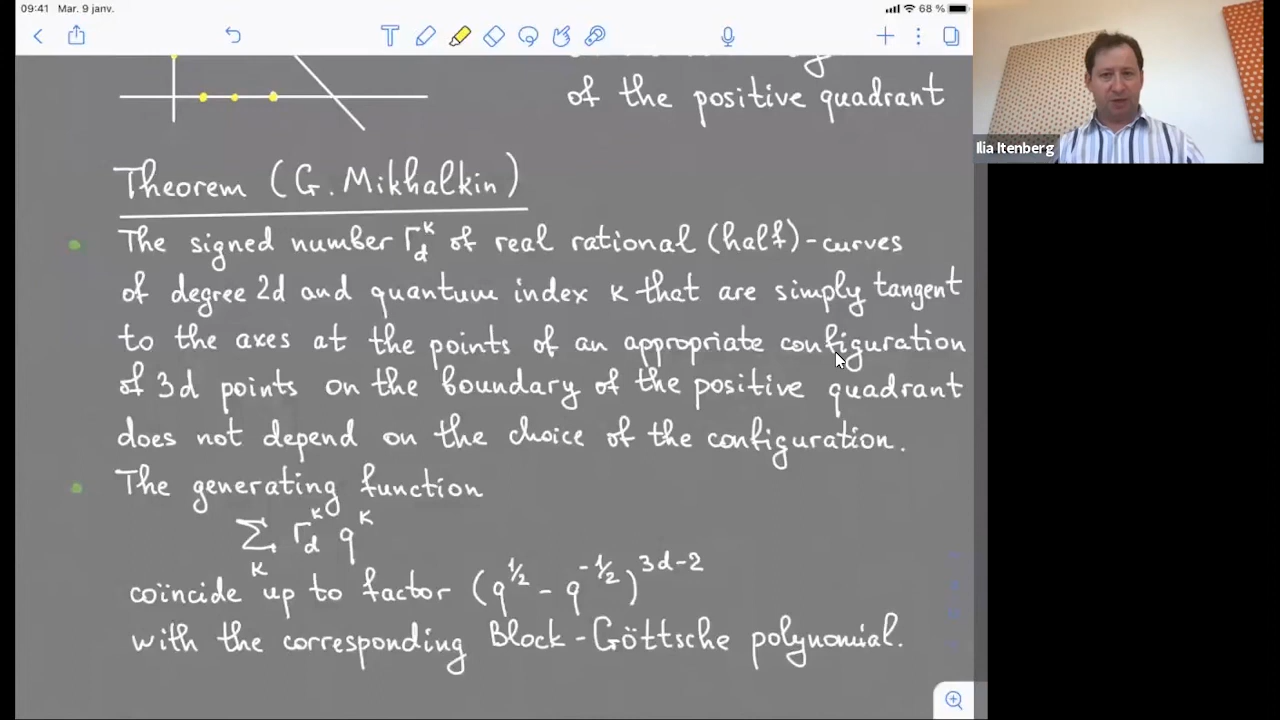 09:41 Mar. 9 janv.
68 %
of the positive quadrant
Ilia Itenberg
Theorem (G. Mikhalkin)
The signed number Γ_d^κ of real rational (half)-curves
of degree 2d and quantum index κ that are simply tangent
to the axes at the points of an appropriate configuration
of 3d points on the boundary of the positive quadrant
does not depend on the choice of the configuration.
The generating function
Σ_κ Γ_d^κ q^κ
coïncide up to factor (q^{1/2} - q^{-1/2})^{3d-2}
with the corresponding Block-Göttsche polynomial.